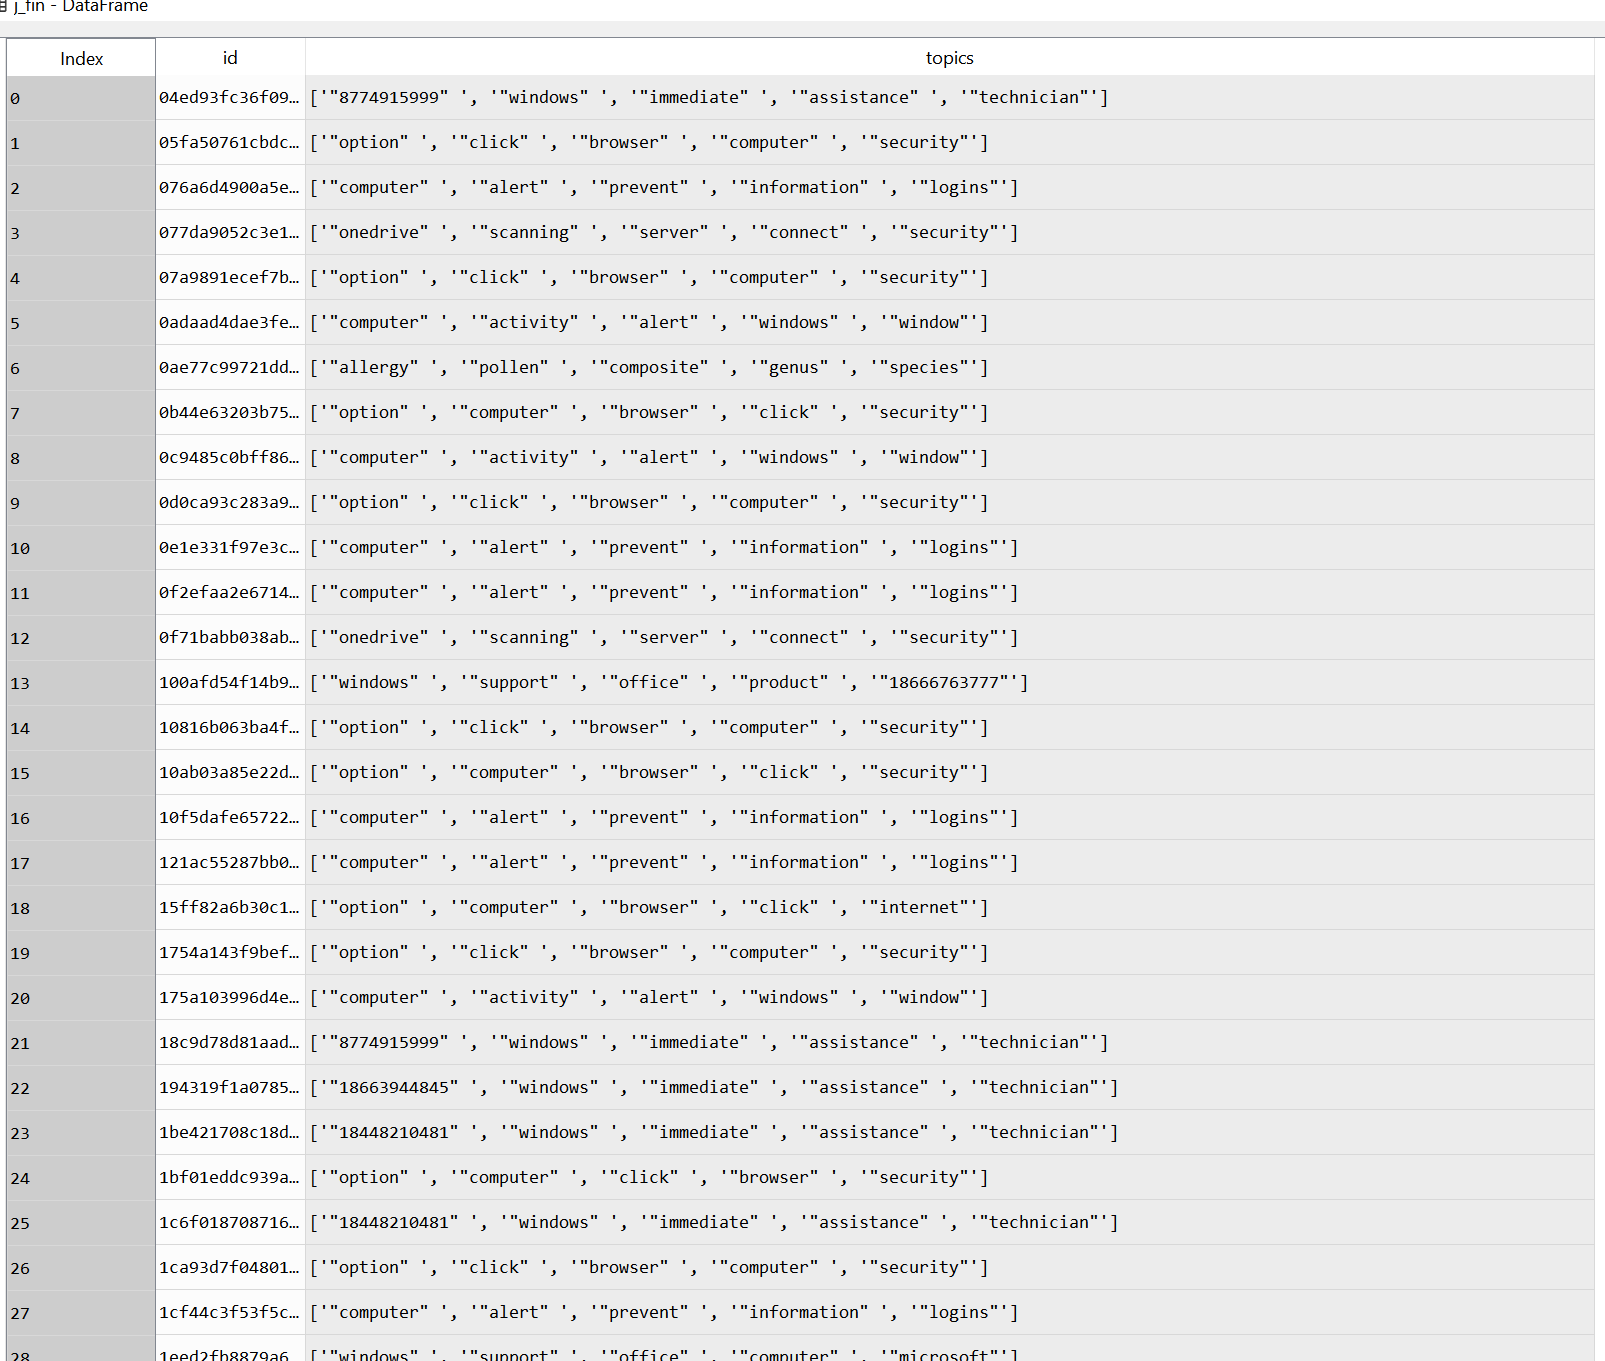 j_fin - DataFrame
Index id topics
0 04ed93fc36f09… ['"8774915999" ', '"windows" ', '"immediate" ', '"assistance" ', '"technician"']
1 05fa50761cbdc… ['"option" ', '"click" ', '"browser" ', '"computer" ', '"security"']
2 076a6d4900a5e… ['"computer" ', '"alert" ', '"prevent" ', '"information" ', '"logins"']
3 077da9052c3e1… ['"onedrive" ', '"scanning" ', '"server" ', '"connect" ', '"security"']
4 07a9891ecef7b… ['"option" ', '"click" ', '"browser" ', '"computer" ', '"security"']
5 0adaad4dae3fe… ['"computer" ', '"activity" ', '"alert" ', '"windows" ', '"window"']
6 0ae77c99721dd… ['"allergy" ', '"pollen" ', '"composite" ', '"genus" ', '"species"']
7 0b44e63203b75… ['"option" ', '"computer" ', '"browser" ', '"click" ', '"security"']
8 0c9485c0bff86… ['"computer" ', '"activity" ', '"alert" ', '"windows" ', '"window"']
9 0d0ca93c283a9… ['"option" ', '"click" ', '"browser" ', '"computer" ', '"security"']
10 0e1e331f97e3c… ['"computer" ', '"alert" ', '"prevent" ', '"information" ', '"logins"']
11 0f2efaa2e6714… ['"computer" ', '"alert" ', '"prevent" ', '"information" ', '"logins"']
12 0f71babb038ab… ['"onedrive" ', '"scanning" ', '"server" ', '"connect" ', '"security"']
13 100afd54f14b9… ['"windows" ', '"support" ', '"office" ', '"product" ', '"18666763777"']
14 10816b063ba4f… ['"option" ', '"click" ', '"browser" ', '"computer" ', '"security"']
15 10ab03a85e22d… ['"option" ', '"computer" ', '"browser" ', '"click" ', '"security"']
16 10f5dafe65722… ['"computer" ', '"alert" ', '"prevent" ', '"information" ', '"logins"']
17 121ac55287bb0… ['"computer" ', '"alert" ', '"prevent" ', '"information" ', '"logins"']
18 15ff82a6b30c1… ['"option" ', '"computer" ', '"browser" ', '"click" ', '"internet"']
19 1754a143f9bef… ['"option" ', '"click" ', '"browser" ', '"computer" ', '"security"']
20 175a103996d4e… ['"computer" ', '"activity" ', '"alert" ', '"windows" ', '"window"']
21 18c9d78d81aad… ['"8774915999" ', '"windows" ', '"immediate" ', '"assistance" ', '"technician"']
22 194319f1a0785… ['"18663944845" ', '"windows" ', '"immediate" ', '"assistance" ', '"technician"']
23 1be421708c18d… ['"18448210481" ', '"windows" ', '"immediate" ', '"assistance" ', '"technician"']
24 1bf01eddc939a… ['"option" ', '"computer" ', '"click" ', '"browser" ', '"security"']
25 1c6f018708716… ['"18448210481" ', '"windows" ', '"immediate" ', '"assistance" ', '"technician"']
26 1ca93d7f04801… ['"option" ', '"click" ', '"browser" ', '"computer" ', '"security"']
27 1cf44c3f53f5c… ['"computer" ', '"alert" ', '"prevent" ', '"information" ', '"logins"']
28 1eed2fb8879a6… ['"windows" ', '"support" ', '"office" ', '"computer" ', '"microsoft"']